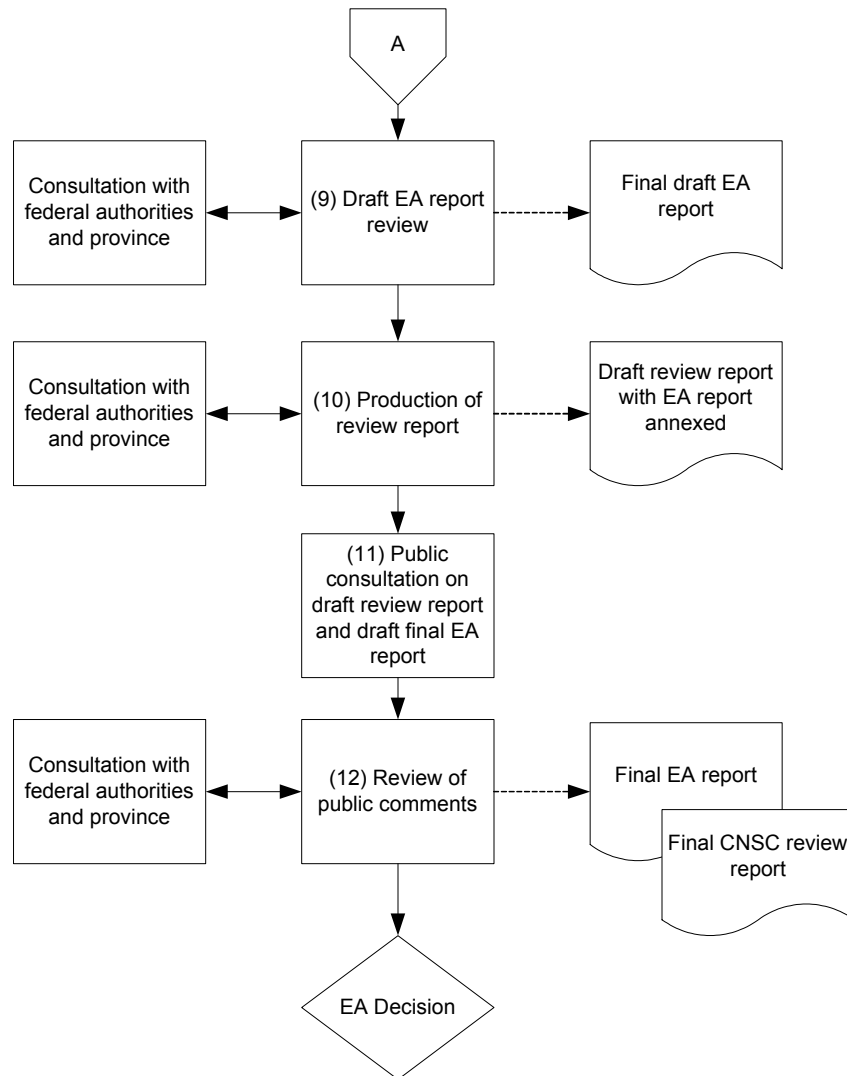 A
Consultation with
federal authorities
and province
(9) Draft EA report
review
Final draft EA
report
Consultation with
federal authorities
and province
(10) Production of
review report
Draft review report
with EA report
annexed
(11) Public
consultation on
draft review report
and draft final EA
report
Consultation with
federal authorities
and province
(12) Review of
public comments
Final EA report
Final CNSC review
report
EA Decision